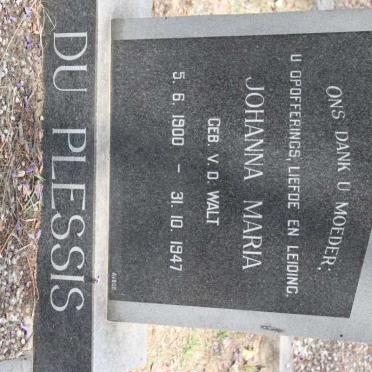 ONS DANK U MOEDER,
U OPOFFERINGS, LIEFDE EN LEIDING.
JOHANNA MARIA
GEB. V. D. WALT
5. 6. 1900 — 31. 10. 1947
DU PLESSIS